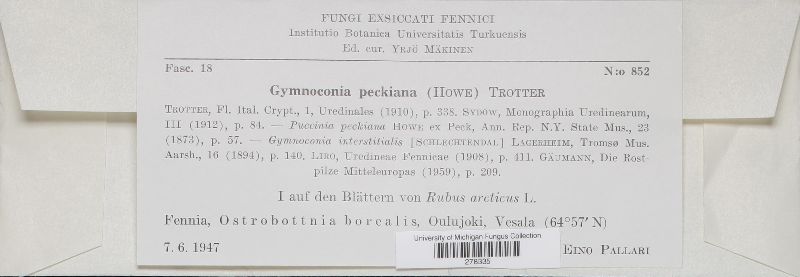 FUNGI EXSICCATI FENNICI
Institutio Botanica Universitatis Turkuensis
Ed. cur. YRJÖ MÄKINEN
Fasc. 18 N:o 852
Gymnoconia peckiana (HOWE) TROTTER
TROTTER, Fl. Ital. Crypt., 1, Uredinales (1910), p. 338. SYDOW, Monographia Uredinearum,
III (1912), p. 84. — Puccinia peckiana HOWE ex Peck, Ann. Rep. N.Y. State Mus., 23
(1873), p. 57. — Gymnoconia interstitialis [SCHLECHTENDAL] LAGERHEIM, Tromsø Mus.
Aarsh., 16 (1894), p. 140. LIRO, Uredineae Fennicae (1908), p. 411. GÄUMANN, Die Rost-
pilze Mitteleuropas (1959), p. 209.
I auf den Blättern von Rubus arcticus L.
Fennia, Ostrobottnia borealis, Oulujoki, Vesala (64°57′ N)
7. 6. 1947 EINO PALLARI
University of Michigan Fungus Collection
276335